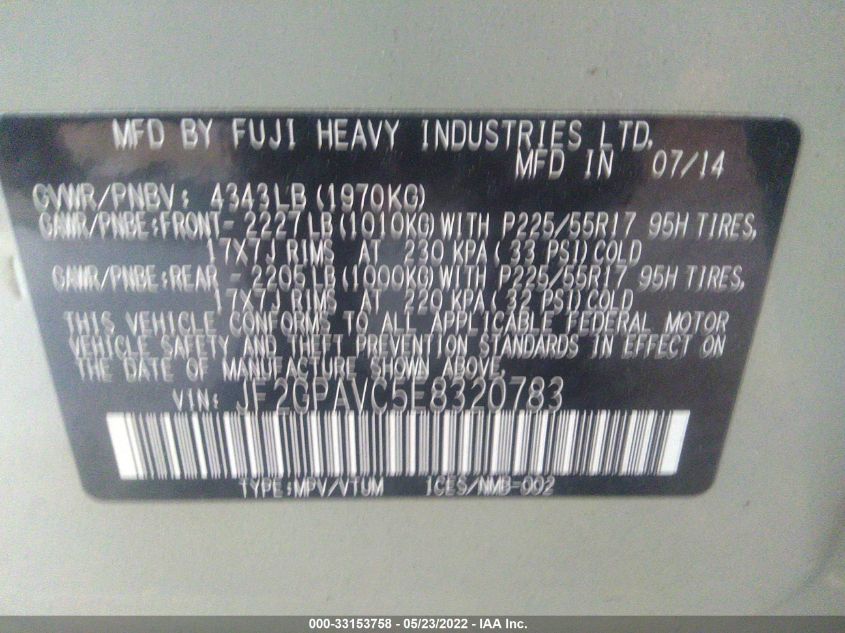 MFD BY FUJI HEAVY INDUSTRIES LTD.
MFD IN 07/14
GVWR/PNBV: 4343LB (1970KG)
GAWR/PNBE:FRONT- 2227LB(1010KG)WITH P225/55R17 95H TIRES,
17X7J RIMS AT 230 KPA( 33 PSI)COLD
GAWR/PNBE:REAR - 2205LB(1000KG)WITH P225/55R17 95H TIRES,
17X7J RIMS AT 220 KPA( 32 PSI)COLD
THIS VEHICLE CONFORMS TO ALL APPLICABLE FEDERAL MOTOR
VEHICLE SAFETY AND THEFT PREVENTION STANDARDS IN EFFECT ON
THE DATE OF MANUFACTURE SHOWN ABOVE.
VIN: JF2GPAVC5E8320783
TYPE:MPV/VTUM ICES/NMB-002
000-33153758 - 05/23/2022 - IAA Inc.